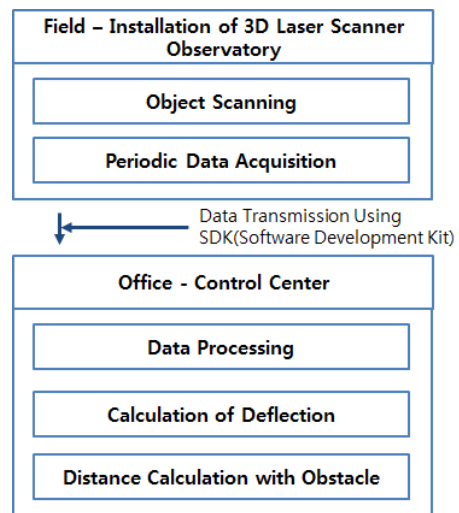 Field – Installation of 3D Laser Scanner
Observatory
Object Scanning
Periodic Data Acquisition
Data Transmission Using
SDK(Software Development Kit)
Office - Control Center
Data Processing
Calculation of Deflection
Distance Calculation with Obstacle